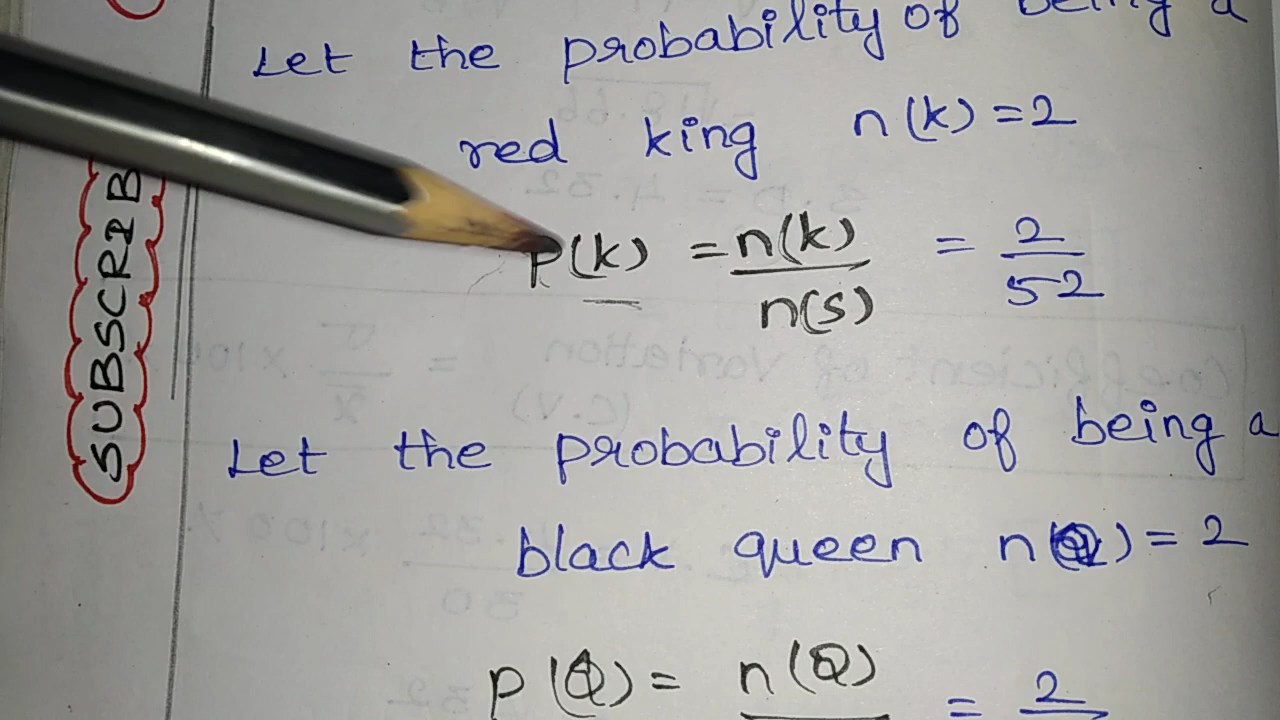 Let the probability of being a
red king n(k) = 2
P(k) = n(k) / n(s) = 2 / 52
Let the probability of being a
black queen n(Q) = 2
P(Q) = n(Q) = 2
SUBSCRIB